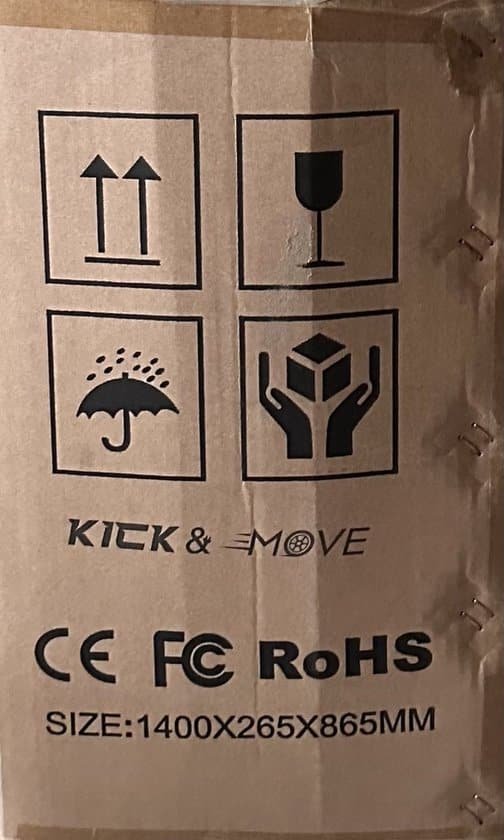 KICK & MOVE
CE FC RoHS
SIZE:1400X265X865MM